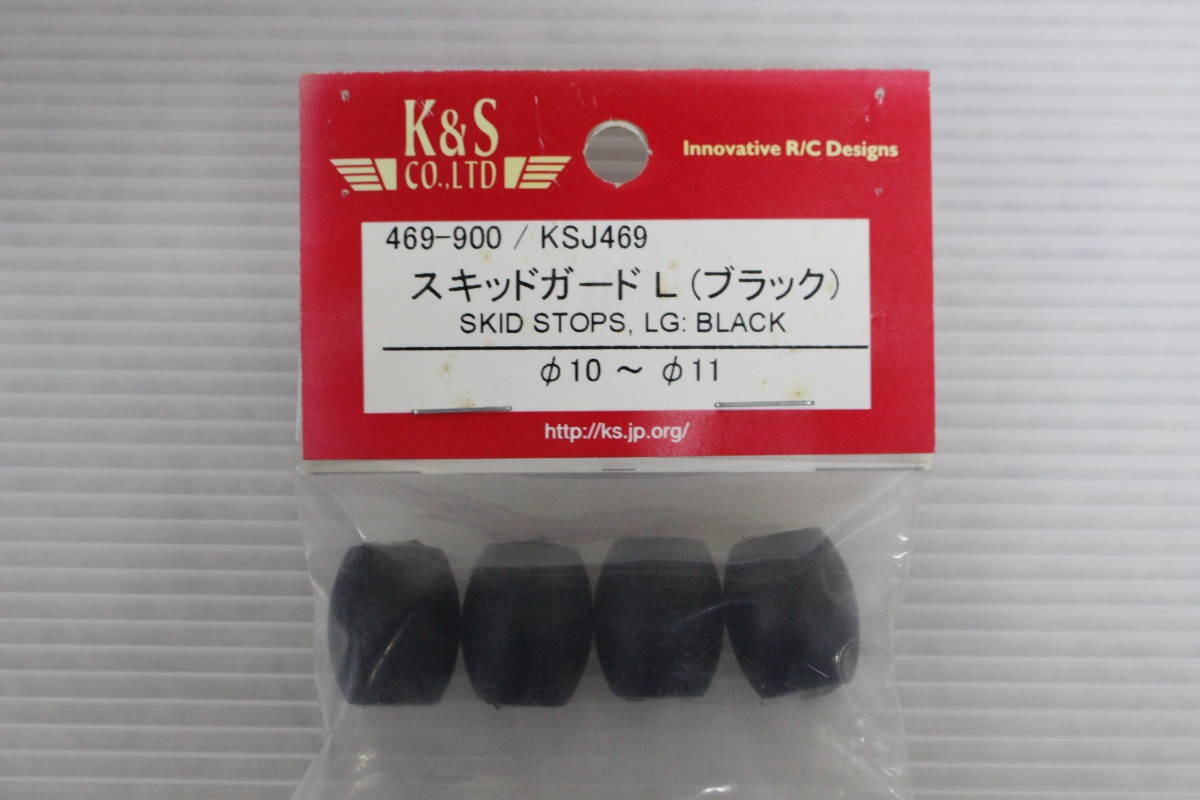 K&S
CO.,LTD
Innovative R/C Designs
469-900 / KSJ469
スキッドガード L (ブラック)
SKID STOPS, LG: BLACK
φ10 ～ φ11
http://ks.jp.org/